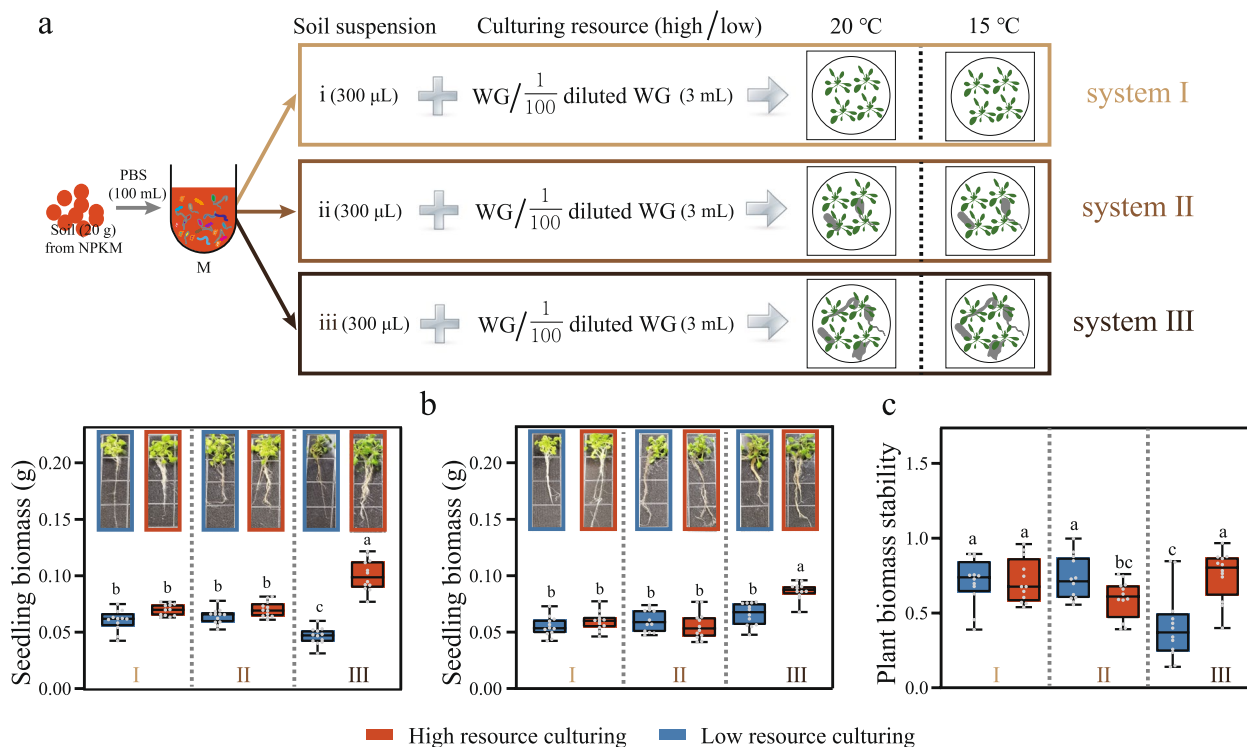 a
Soil suspension Culturing resource (high/low) 20 °C 15 °C
i (300 μL) WG/ 1/100 diluted WG (3 mL) system I
PBS
(100 mL)
Soil (20 g)
from NPKM
M
ii (300 μL) WG/ 1/100 diluted WG (3 mL) system II
iii (300 μL) WG/ 1/100 diluted WG (3 mL) system III
b
Seedling biomass (g)
0.20
0.15
0.10
0.05
0.00
b b b b c a
I II III
Seedling biomass (g)
0.20
0.15
0.10
0.05
0.00
b b b b b a
I II III
c
Plant biomass stability
1.5
1.0
0.5
0.0
a a a bc c a
I II III
High resource culturing Low resource culturing